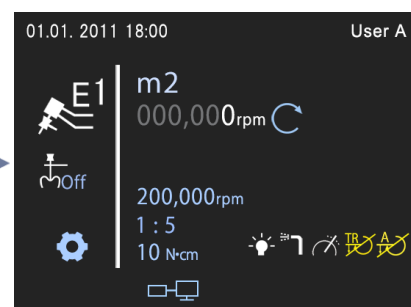 01.01. 2011 18:00 User A
E1
m2
000,000rpm
Off
200,000rpm
1 : 5
10 N·cm
TR A